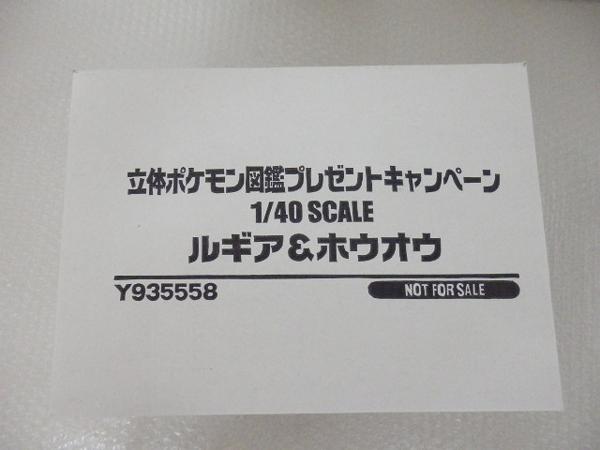 立体ポケモン図鑑プレゼントキャンペーン
1/40 SCALE
ルギア&ホウオウ
Y935558
NOT FOR SALE